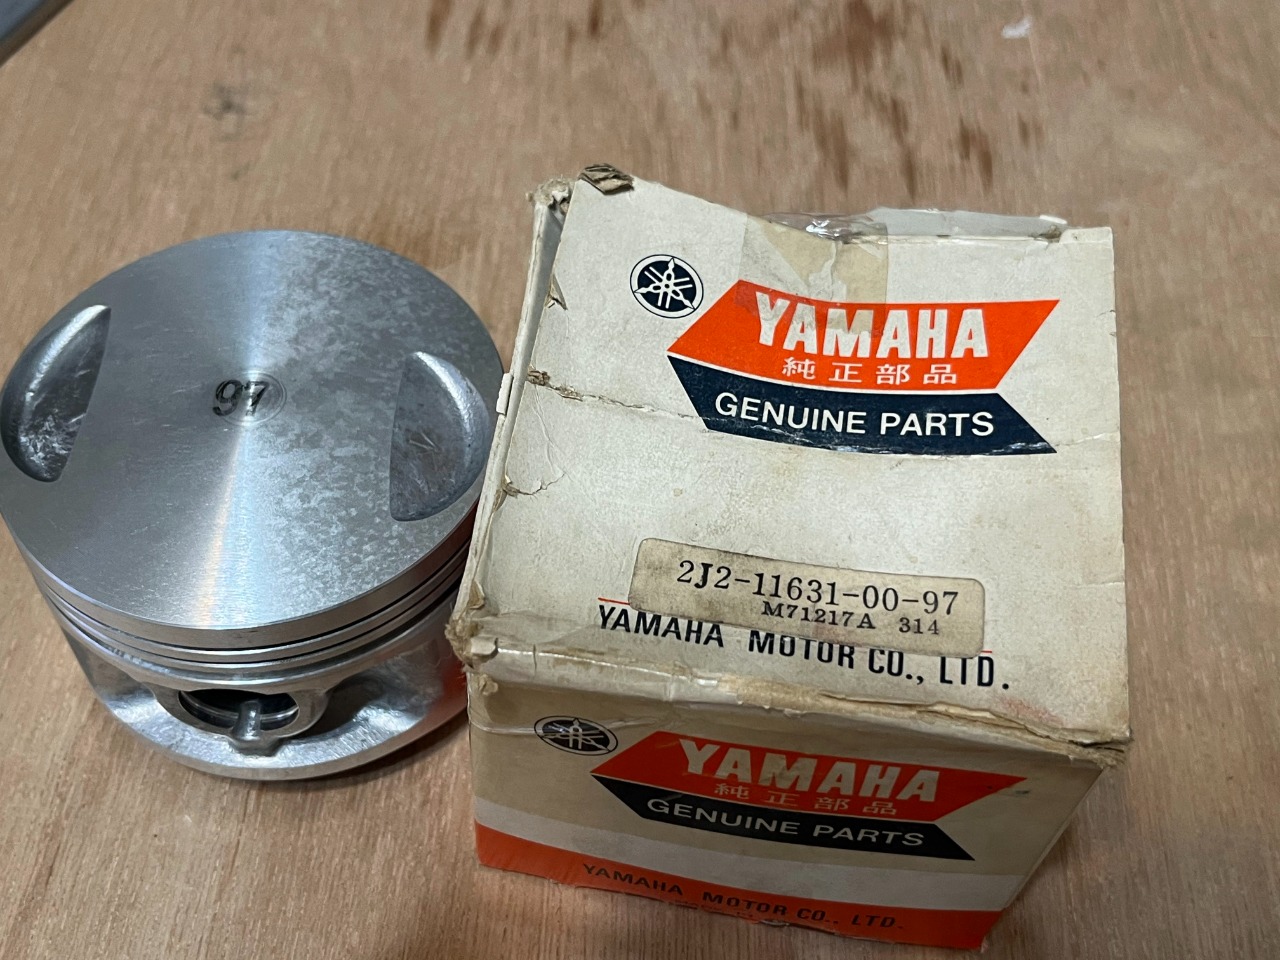 97
YAMAHA
純正部品
GENUINE PARTS
2J2-11631-00-97
M71217A 314
YAMAHA MOTOR CO., LTD.
YAMAHA
純正部品
GENUINE PARTS
YAMAHA MOTOR CO., LTD.